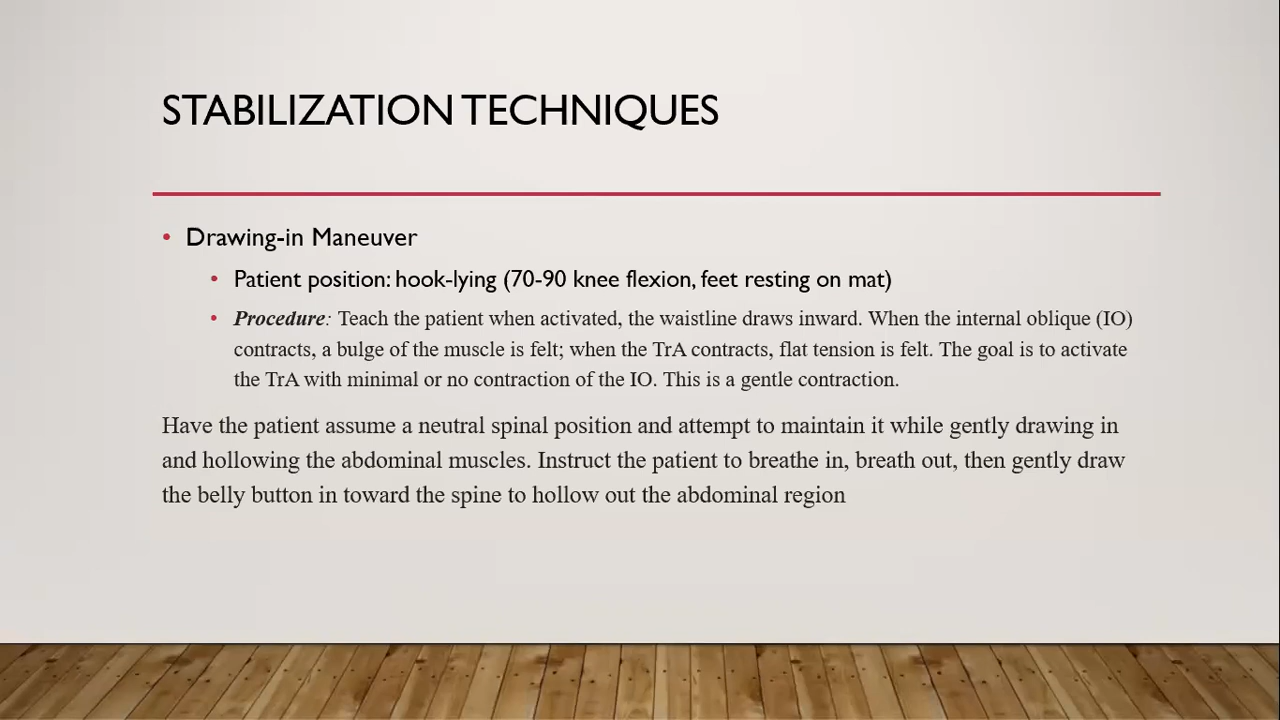 STABILIZATION TECHNIQUES
• Drawing-in Maneuver
• Patient position: hook-lying (70-90 knee flexion, feet resting on mat)
• Procedure: Teach the patient when activated, the waistline draws inward. When the internal oblique (IO)
contracts, a bulge of the muscle is felt; when the TrA contracts, flat tension is felt. The goal is to activate
the TrA with minimal or no contraction of the IO. This is a gentle contraction.
Have the patient assume a neutral spinal position and attempt to maintain it while gently drawing in
and hollowing the abdominal muscles. Instruct the patient to breathe in, breath out, then gently draw
the belly button in toward the spine to hollow out the abdominal region